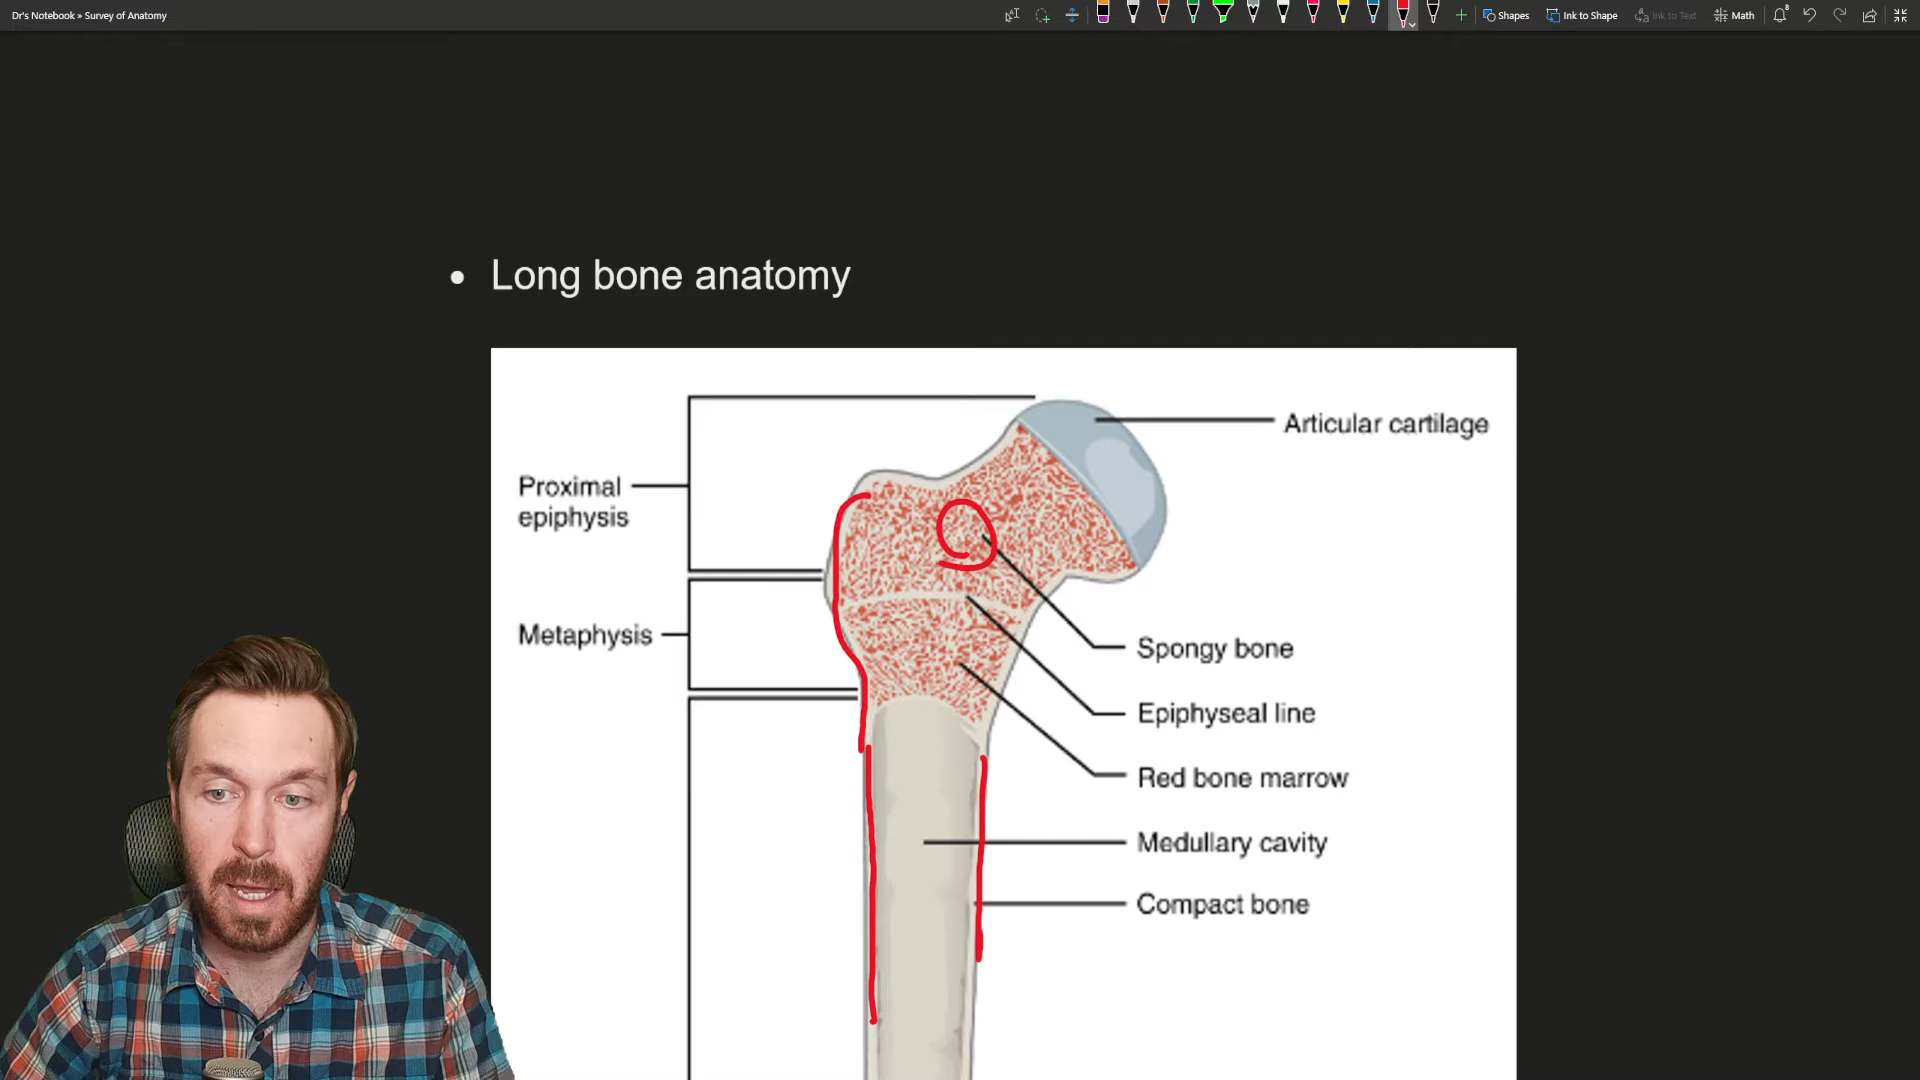 Dr's Notebook » Survey of Anatomy
Shapes
Ink to Shape
Ink to Text
Math
8
• Long bone anatomy
Articular cartilage
Proximal
epiphysis
Metaphysis
Spongy bone
Epiphyseal line
Red bone marrow
Medullary cavity
Compact bone